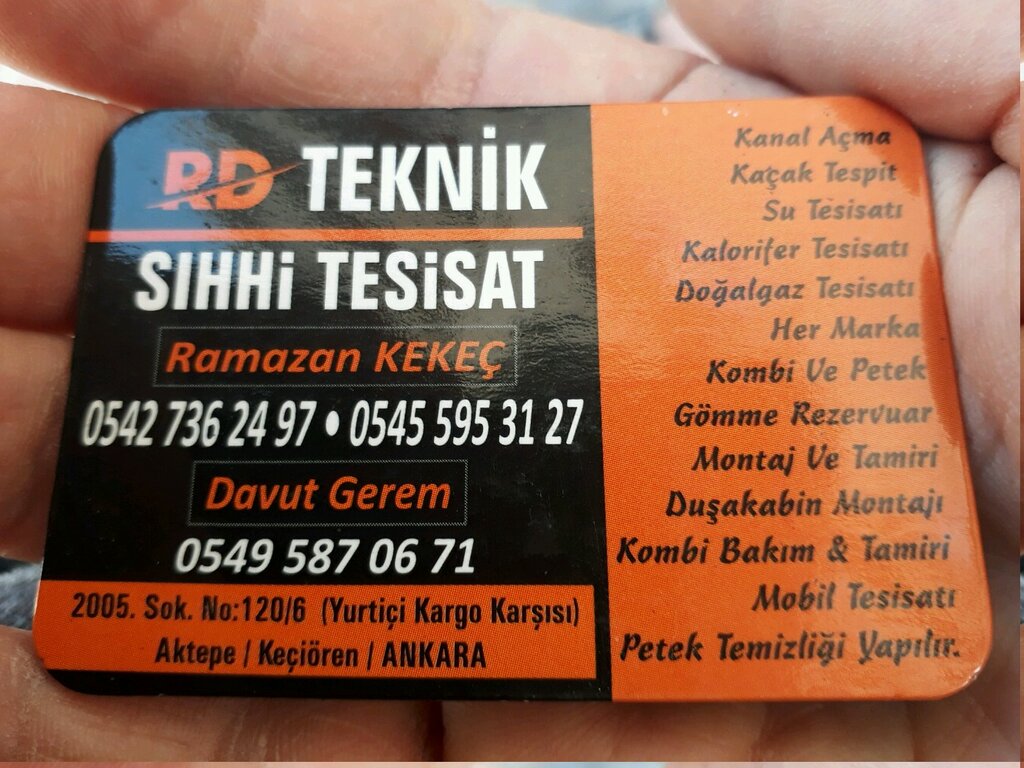 RD TEKNİK
SIHHi TESiSAT
Ramazan KEKEÇ
0542 736 24 97 • 0545 595 31 27
Davut Gerem
0549 587 06 71
2005. Sok. No:120/6 (Yurtiçi Kargo Karşısı)
Aktepe / Keçiören / ANKARA
Kanal Açma
Kaçak Tespit
Su Tesisatı
Kalorifer Tesisatı
Doğalgaz Tesisatı
Her Marka
Kombi Ve Petek
Gömme Rezervuar
Montaj Ve Tamiri
Duşakabin Montajı
Kombi Bakım & Tamiri
Mobil Tesisatı
Petek Temizliği Yapılır.